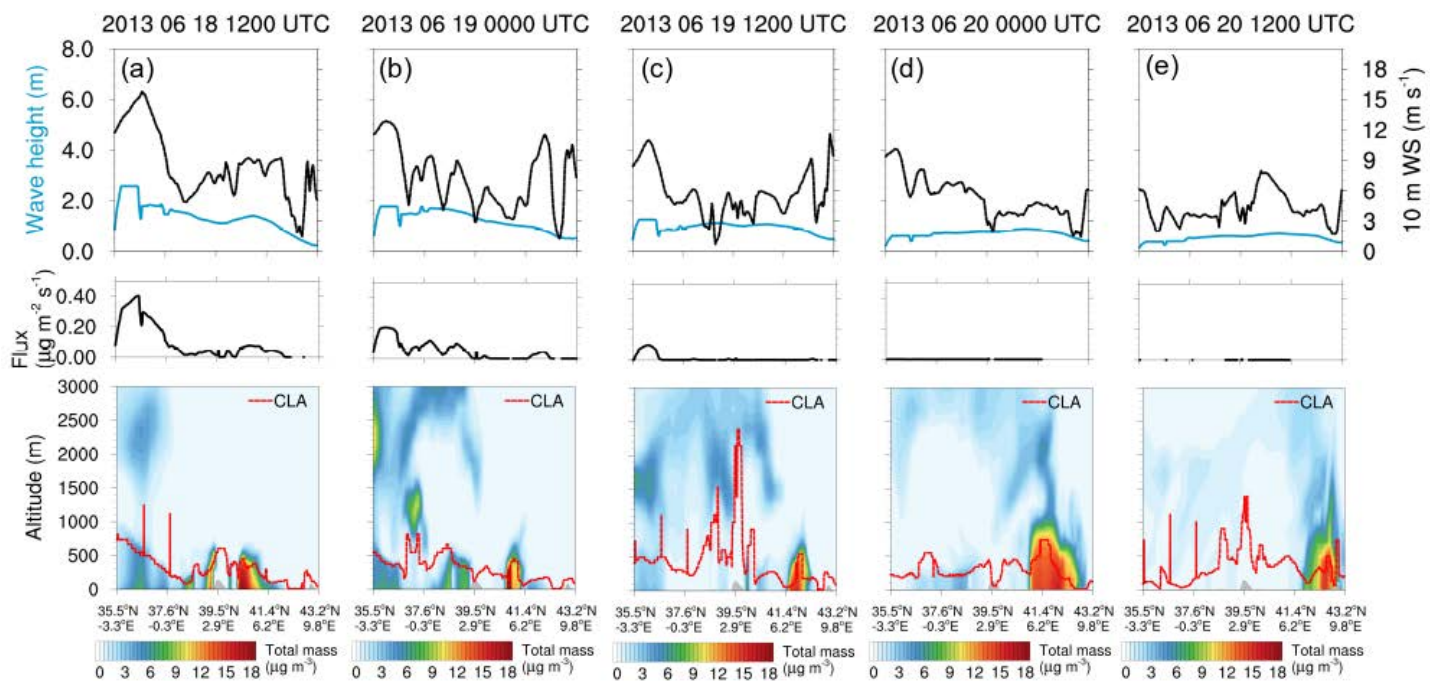 2013 06 18 1200 UTC
2013 06 19 0000 UTC
2013 06 19 1200 UTC
2013 06 20 0000 UTC
2013 06 20 1200 UTC
Wave height (m)
8.0
6.0
4.0
2.0
0.0
(a)
(b)
(c)
(d)
(e)
18
15
12
9
6
3
0
10 m WS (m s⁻¹)
Flux
(µg m⁻² s⁻¹)
0.40
0.20
0.00
Altitude (m)
3000
2500
2000
1500
1000
500
0
CLA
CLA
CLA
CLA
CLA
35.5°N 37.6°N 39.5°N 41.4°N 43.2°N
-3.3°E -0.3°E 2.9°E 6.2°E 9.8°E
35.5°N 37.6°N 39.5°N 41.4°N 43.2°N
-3.3°E -0.3°E 2.9°E 6.2°E 9.8°E
35.5°N 37.6°N 39.5°N 41.4°N 43.2°N
-3.3°E -0.3°E 2.9°E 6.2°E 9.8°E
35.5°N 37.6°N 39.5°N 41.4°N 43.2°N
-3.3°E -0.3°E 2.9°E 6.2°E 9.8°E
35.5°N 37.6°N 39.5°N 41.4°N 43.2°N
-3.3°E -0.3°E 2.9°E 6.2°E 9.8°E
0 3 6 9 12 15 18
Total mass
(µg m⁻³)
0 3 6 9 12 15 18
Total mass
(µg m⁻³)
0 3 6 9 12 15 18
Total mass
(µg m⁻³)
0 3 6 9 12 15 18
Total mass
(µg m⁻³)
0 3 6 9 12 15 18
Total mass
(µg m⁻³)